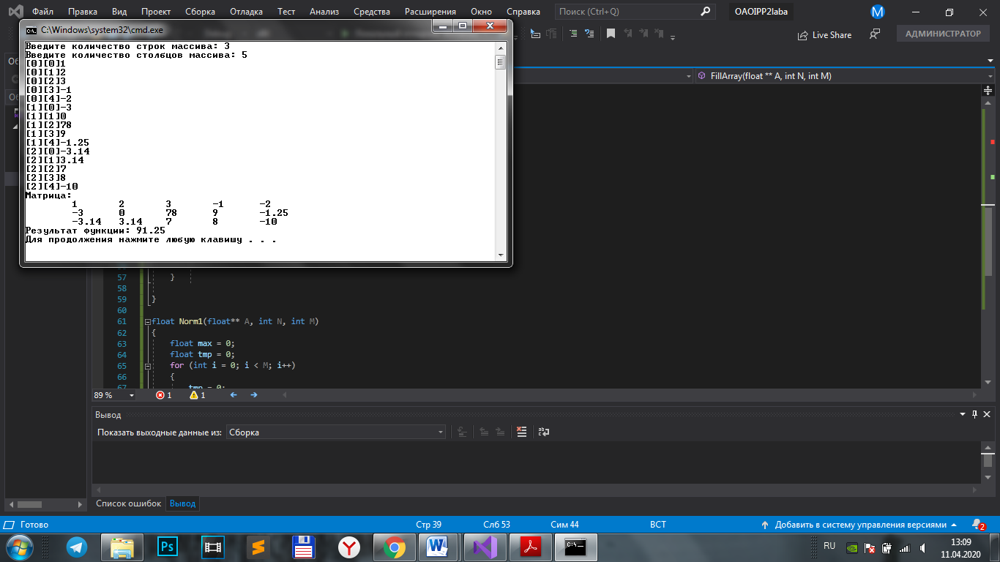 Файл Правка Вид Проект Сборка Отладка Тест Анализ Средства Расширения Окно Справка Поиск (Ctrl+Q) OAOIPP2laba М
C:\Windows\system32\cmd.exe
Live Share АДМИНИСТРАТОР
FillArray(float ** A, int N, int M)
Введите количество строк массива: 3
Введите количество столбцов массива: 5
[0][0]1
[0][1]2
[0][2]3
[0][3]-1
[0][4]-2
[1][0]-3
[1][1]0
[1][2]78
[1][3]9
[1][4]-1.25
[2][0]-3.14
[2][1]3.14
[2][2]7
[2][3]8
[2][4]-10
Матрица:
1 2 3 -1 -2
-3 0 78 9 -1.25
-3.14 3.14 7 8 -10
Результат функции: 91.25
Для продолжения нажмите любую клавишу . . .
57 }
58
59 }
60
61 float Norm1(float** A, int N, int M)
62 {
63 float max = 0;
64 float tmp = 0;
65 for (int i = 0; i < M; i++)
66 {
67 tmp = 0;
89 % 1 1
Вывод
Показать выходные данные из: Сборка
Список ошибок Вывод
Готово Стр 39 Слб 53 Сим 44 ВСТ Добавить в систему управления версиями 2
Ps RU 13:09
11.04.2020